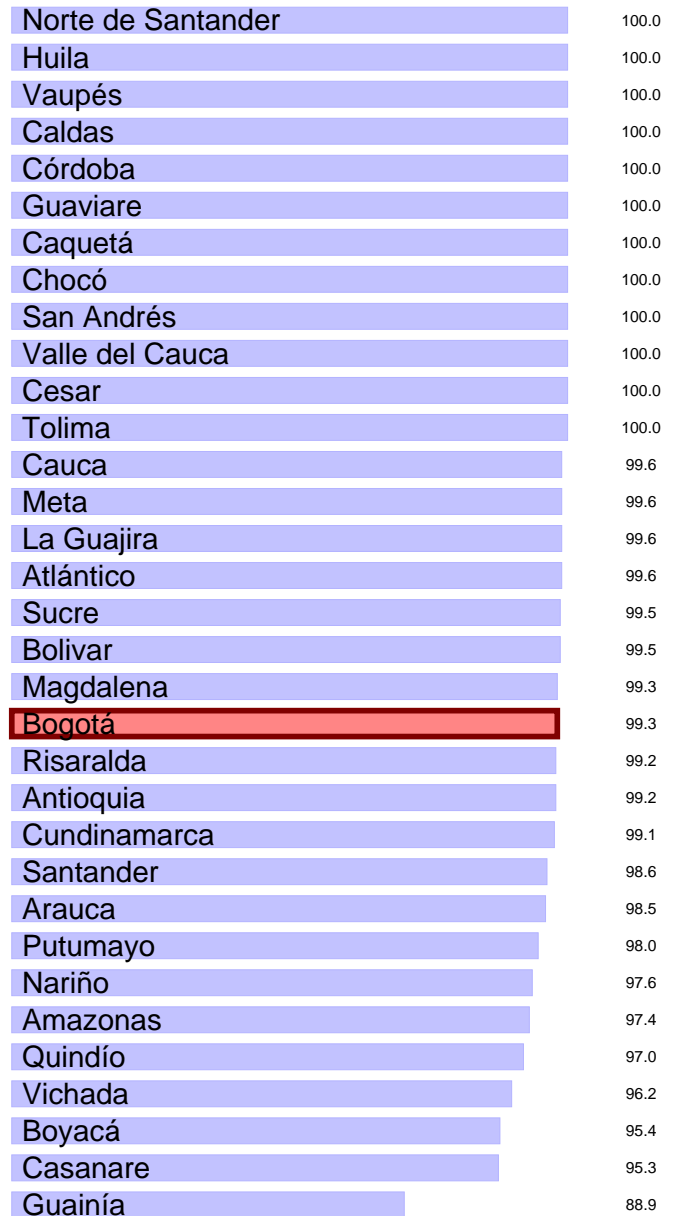 Norte de Santander 100.0
Huila 100.0
Vaupés 100.0
Caldas 100.0
Córdoba 100.0
Guaviare 100.0
Caquetá 100.0
Chocó 100.0
San Andrés 100.0
Valle del Cauca 100.0
Cesar 100.0
Tolima 100.0
Cauca 99.6
Meta 99.6
La Guajira 99.6
Atlántico 99.6
Sucre 99.5
Bolivar 99.5
Magdalena 99.3
Bogotá 99.3
Risaralda 99.2
Antioquia 99.2
Cundinamarca 99.1
Santander 98.6
Arauca 98.5
Putumayo 98.0
Nariño 97.6
Amazonas 97.4
Quindío 97.0
Vichada 96.2
Boyacá 95.4
Casanare 95.3
Guainía 88.9